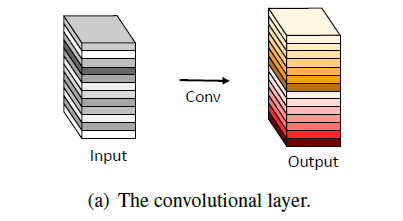 Conv
Input
Output
(a) The convolutional layer.